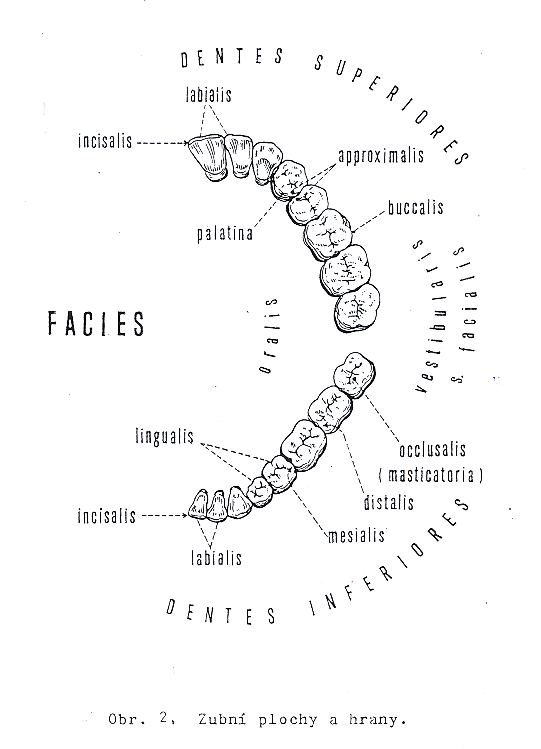 DENTES SUPERIORES
labialis
incisalis
approximalis
palatina
buccalis
FACIES
oralis
vestibularis
s. facialis
lingualis
occlusalis
(masticatoria)
distalis
incisalis
mesialis
labialis
DENTES INFERIORES
Obr. 2. Zubní plochy a hrany.